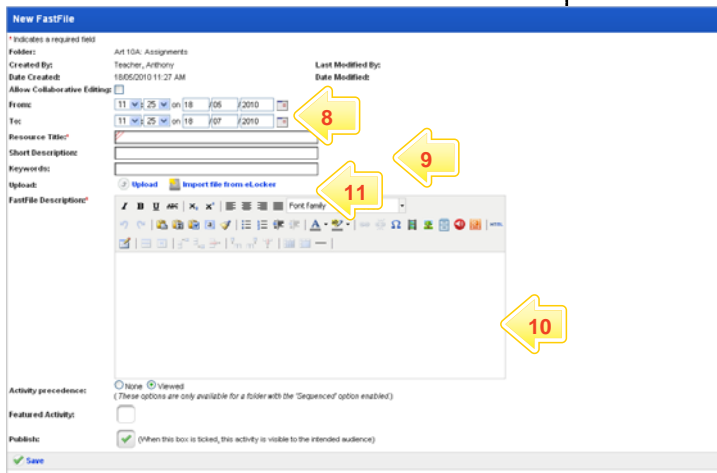 New FastFile
* Indicates a required field
Folder: Art 10A: Assignments
Created By: Teacher, Anthony Last Modified By:
Date Created: 18/05/2010 11:27 AM Date Modified:
Allow Collaborative Editing:
From: 11 : 25 on 18 /05 /2010
8
To: 11 : 25 on 18 /07 /2010
Resource Title:*
Short Description:
9
Keywords:
Upload: Upload Import file from eLocker
11
FastFile Description:*
I B U ABC X, x² Font family
A Ω HTML
10
Activity precedence: None Viewed
(These options are only available for a folder with the 'Sequenced' option enabled)
Featured Activity:
Publish: (When this box is ticked, this activity is visible to the intended audience)
Save